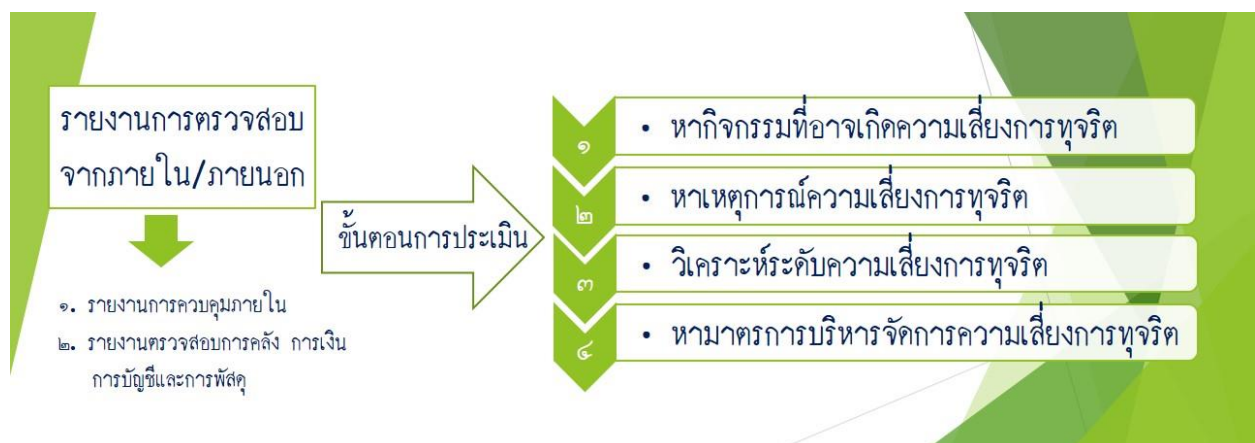 รายงานการตรวจสอบ
จากภายใน/ภายนอก
๑. รายงานการควบคุมภายใน
๒. รายงานตรวจสอบการคลัง การเงิน
การบัญชีและการพัสดุ
ขั้นตอนการประเมิน
๑
• หากิจกรรมที่อาจเกิดความเสี่ยงการทุจริต
๒
• หาเหตุการณ์ความเสี่ยงการทุจริต
๓
• วิเคราะห์ระดับความเสี่ยงการทุจริต
๔
• หามาตรการบริหารจัดการความเสี่ยงการทุจริต